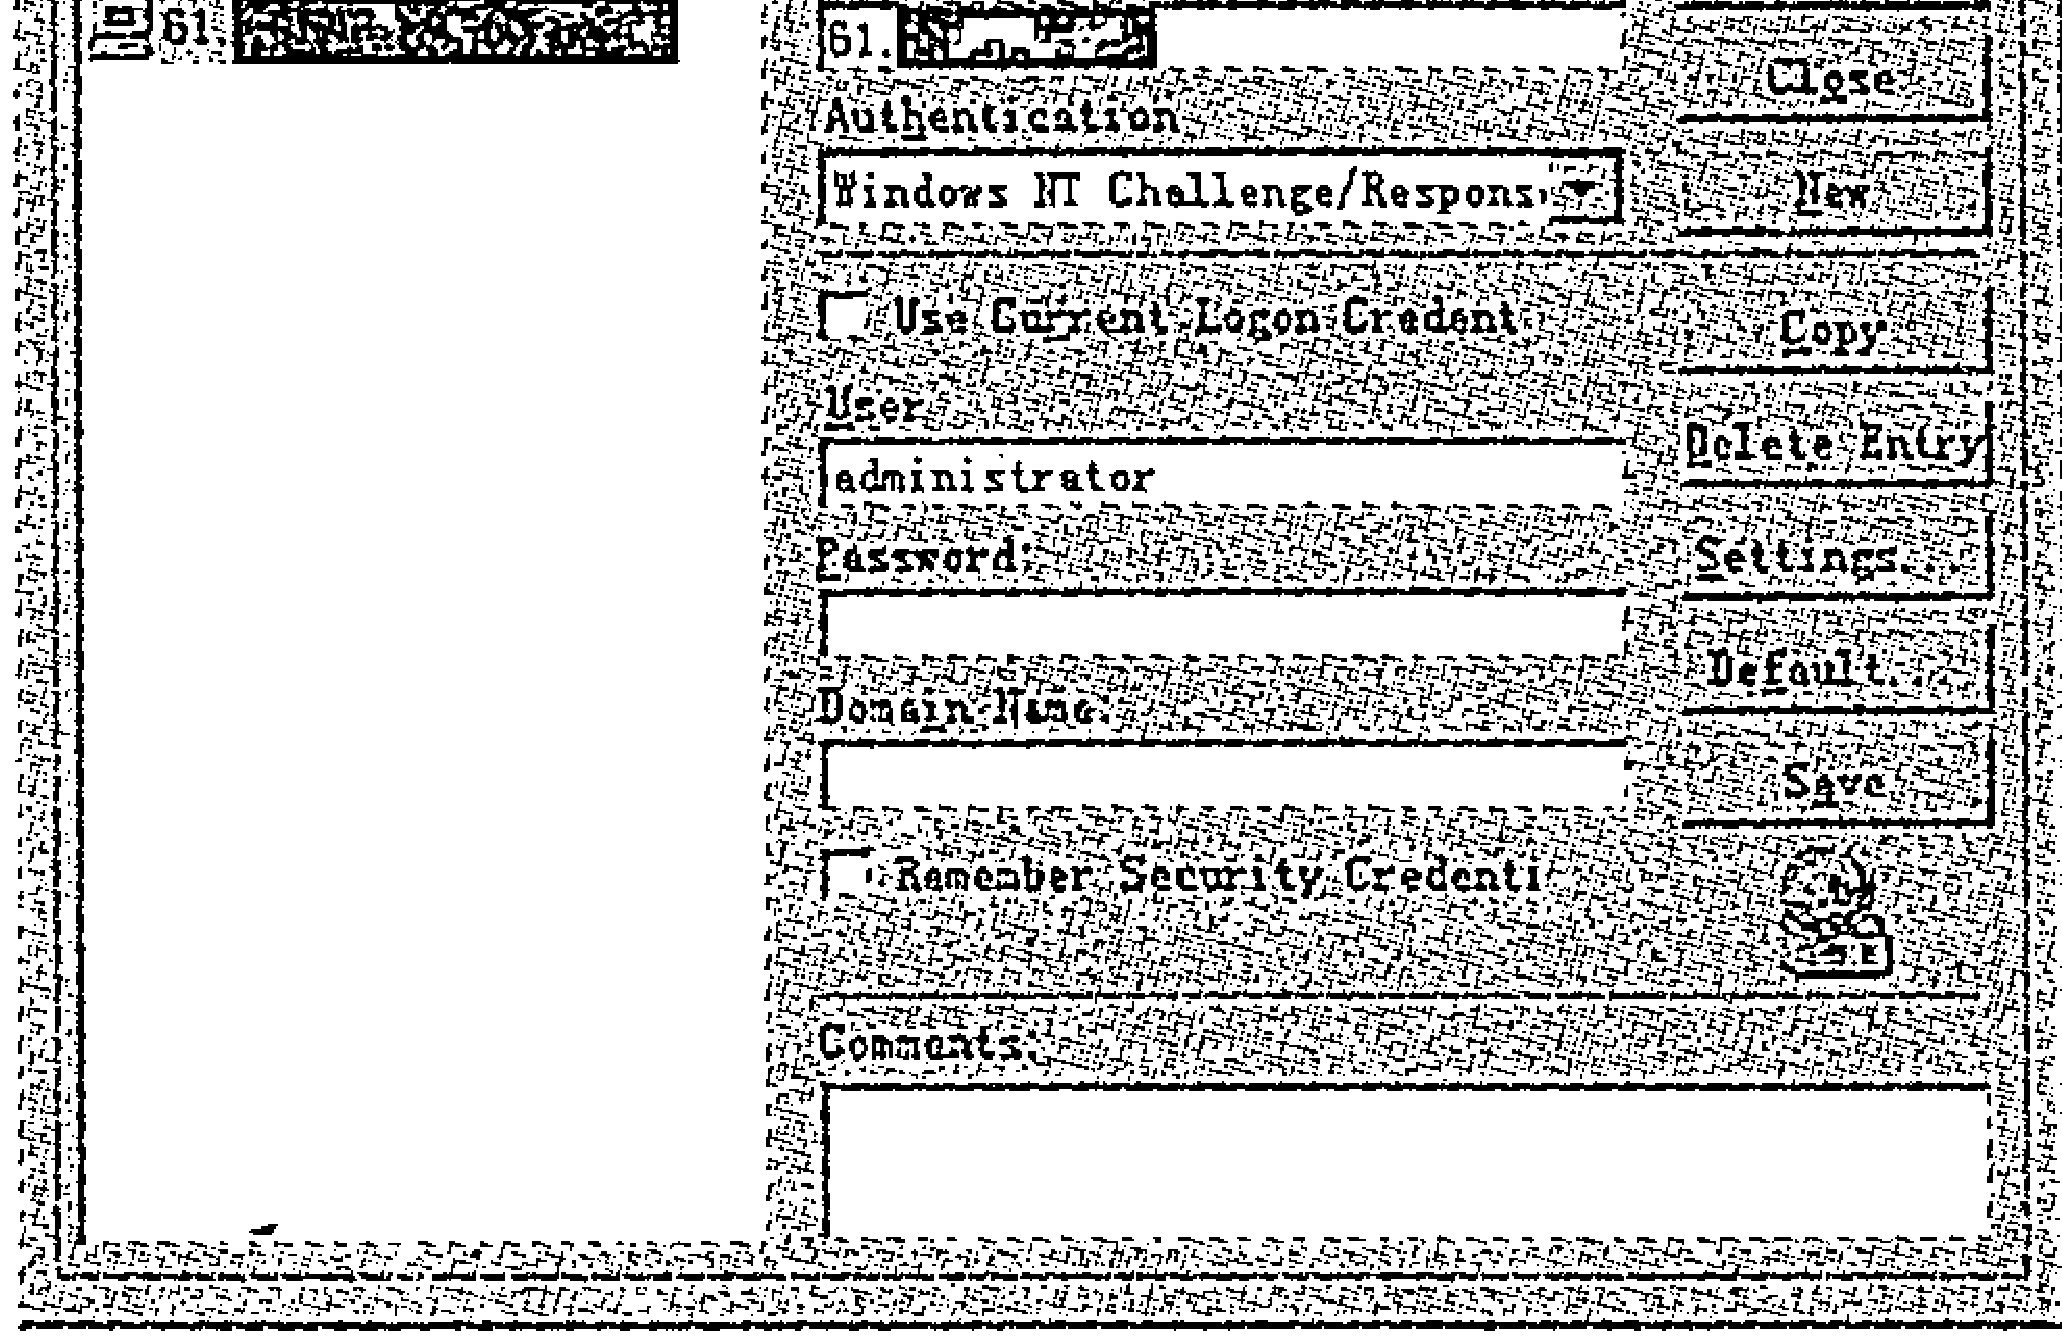 61.
61.
Close
Authentication
Windows NT Challenge/Respons
New
Use Current Logon Credent
Copy
User
Delete Entry
administrator
Password:
Settings...
Default...
Domain Name:
Save
Remember Security Credenti
Comments: